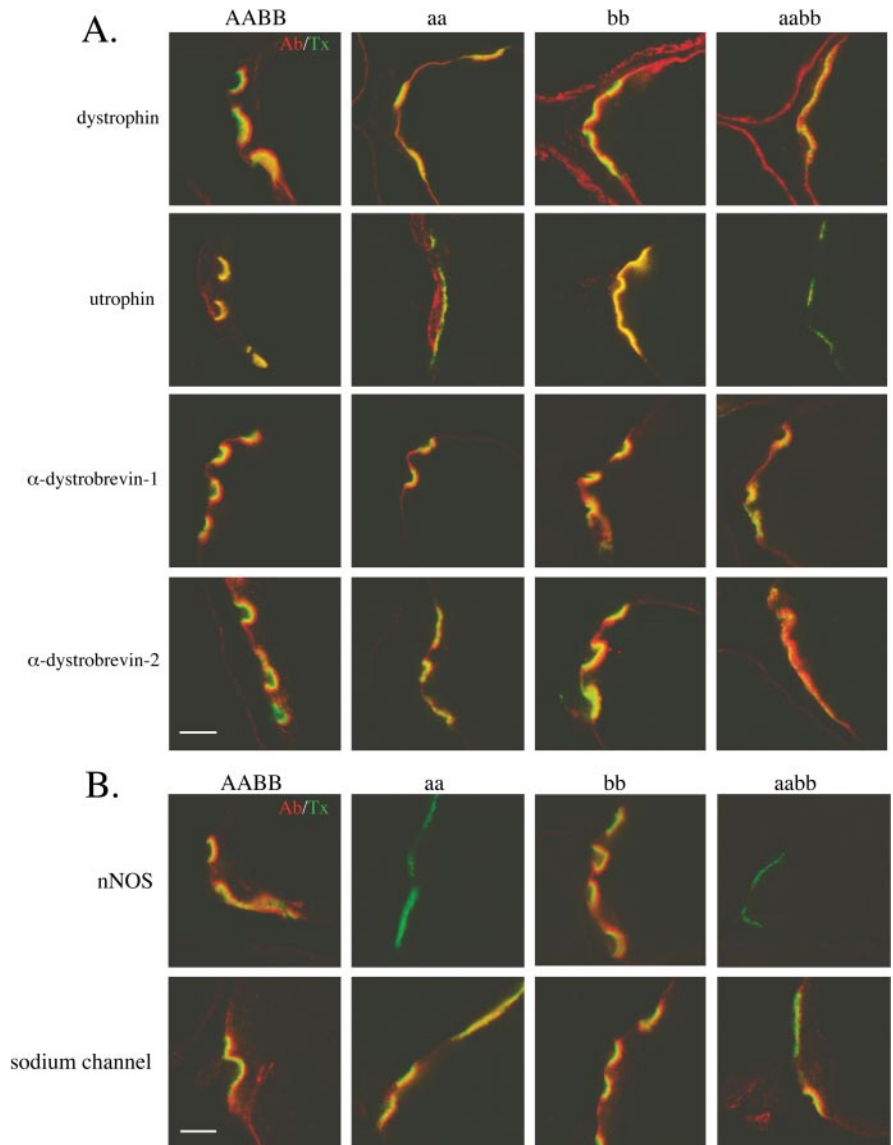 A.
AABB aa bb aabb
Ab/Tx
dystrophin
utrophin
α-dystrobrevin-1
α-dystrobrevin-2
B.
AABB aa bb aabb
Ab/Tx
nNOS
sodium channel